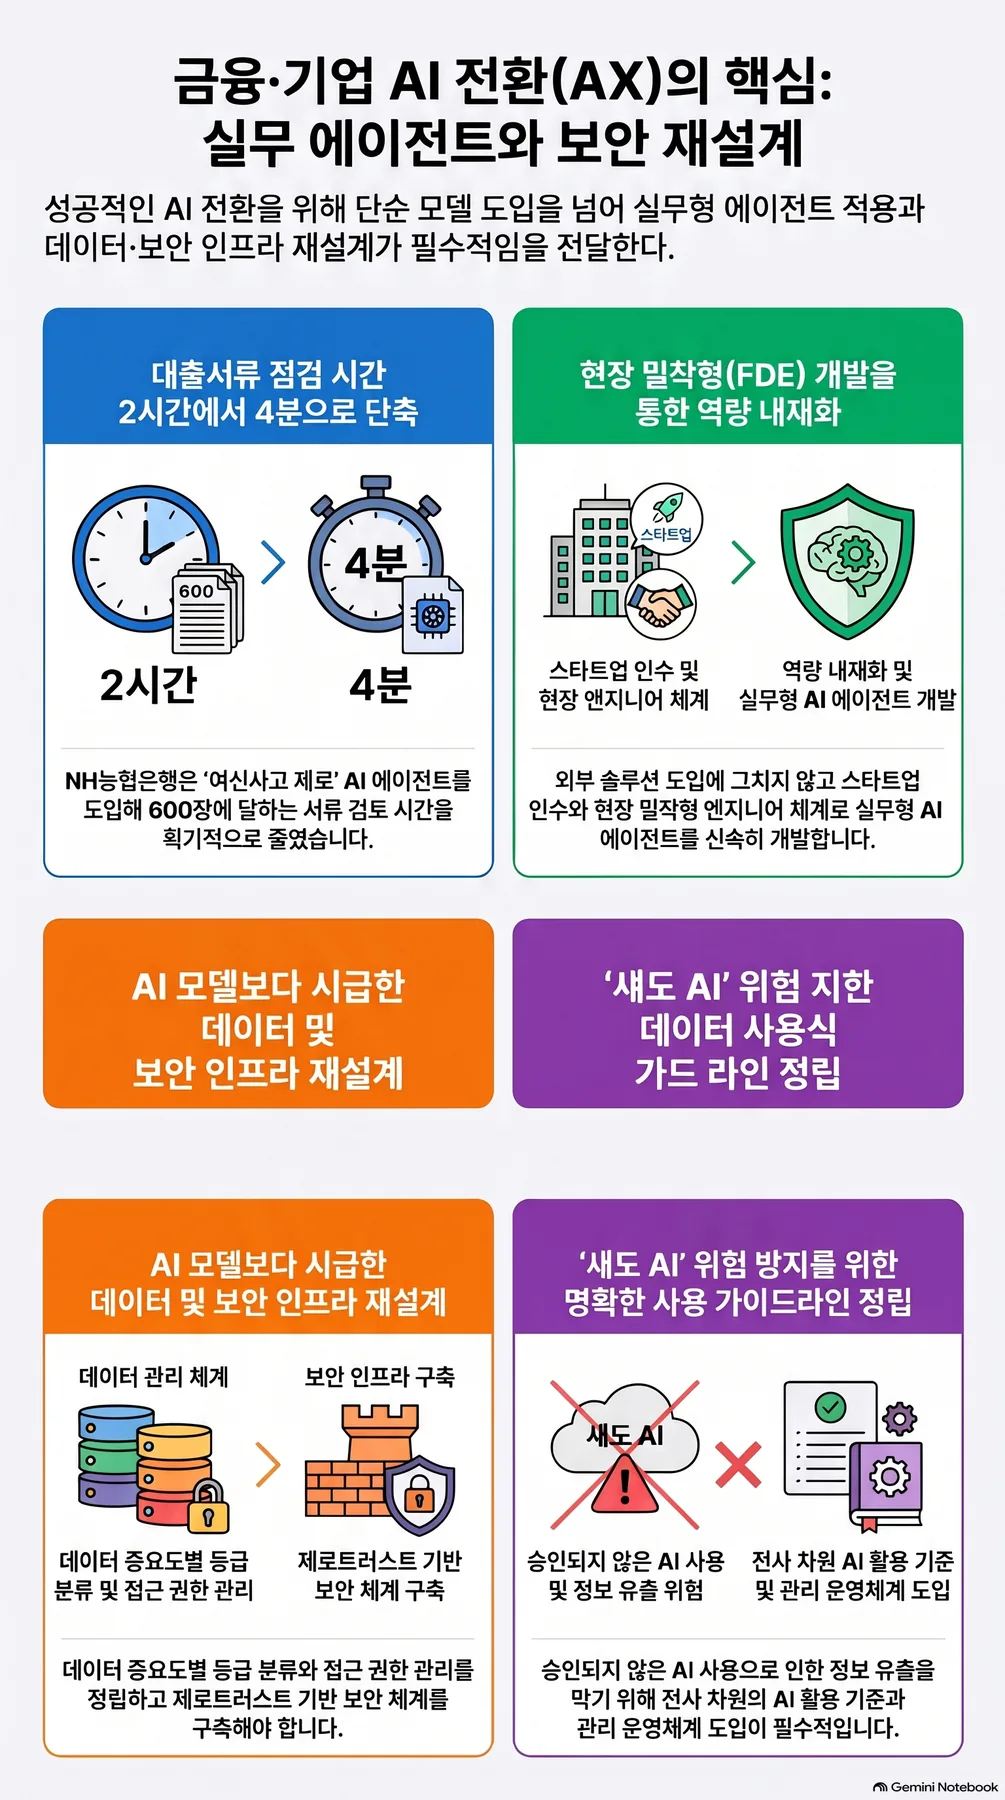 금융·기업 AI 전환(AX)의 핵심:
실무 에이전트와 보안 재설계
성공적인 AI 전환을 위해 단순 모델 도입을 넘어 실무형 에이전트 적용과
데이터·보안 인프라 재설계가 필수적임을 전달한다.
대출서류 점검 시간
2시간에서 4분으로 단축
600
4분
2시간
4분
NH능협은행은 ‘여신사고 제로’ AI 에이전트를
도입해 600장에 달하는 서류 검토 시간을
획기적으로 줄였습니다.
현장 밀착형(FDE) 개발을
통한 역량 내재화
스타트업
스타트업 인수 및
현장 앤지니어 체계
역량 내재화 및
실무형 AI 에이전트 개발
외부 솔루션 도입에 그치지 않고 스타트업
인수와 현장 밀작형 엔지니어 체계로 실무형 AI
에이전트를 신속히 개발합니다.
AI 모델보다 시급한
데이터 및
보안 인프라 재설계
‘섀도 AI’ 위험 지한
데이터 사용식
가드 라인 정립
AI 모델보다 시급한
데이터 및 보안 인프라 재설계
데이터 관리 체계
보안 인프라 구축
데이터 중요도별 등급
분류 및 접근 권한 관리
제로트러스트 기반
보안 체계 구축
데이터 중요도별 등급 분류와 접근 권한 관리를
정립하고 제로트러스트 기반 보안 체계를
구측해야 합니다.
‘새도 AI’ 위험 방지를 위한
명확한 사용 가이드라인 정립
새도 AI
승인되지 않은 AI 사용
및 정보 유츨 위험
전사 차원 AI 활용 기준
및 관리 운영체계 도입
승인되지 않은 AI 사용으로 인한 정보 유츨을
막기 위해 전사 차원의 AI 활용 기준과
관리 운영체계 도입이 필수적입니다.
Gemini Notebook